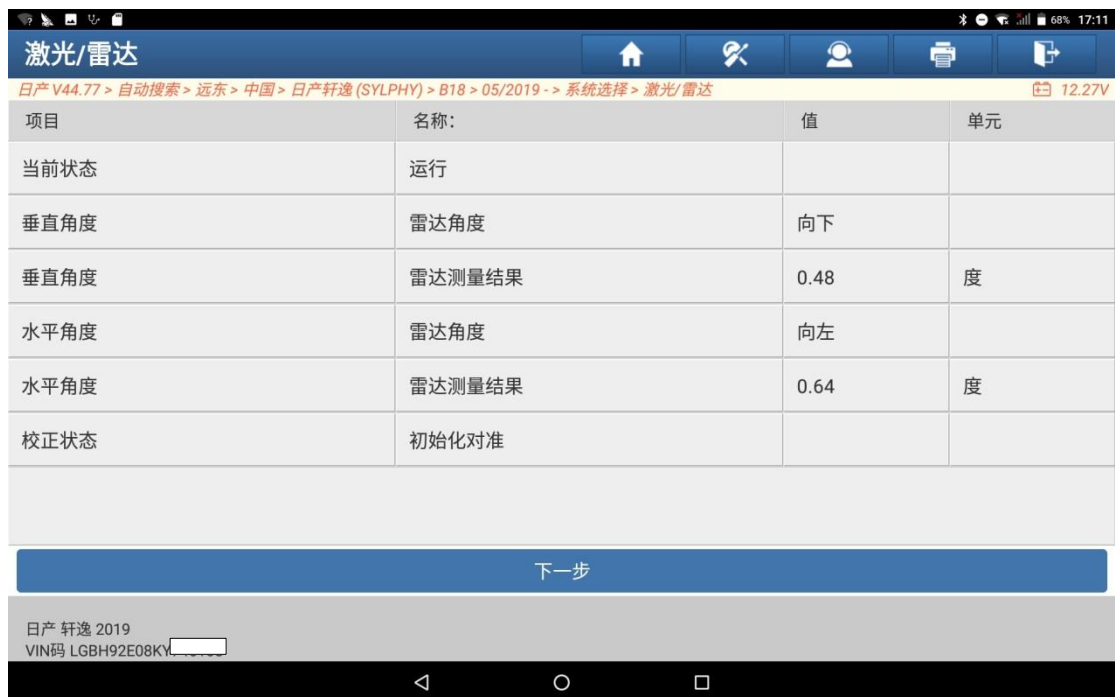 68% 17:11
激光/雷达
日产 V44.77 > 自动搜索 > 远东 > 中国 > 日产轩逸 (SYLPHY) > B18 > 05/2019 - > 系统选择 > 激光/雷达 12.27V
项目 名称: 值 单元
当前状态 运行
垂直角度 雷达角度 向下
垂直角度 雷达测量结果 0.48 度
水平角度 雷达角度 向左
水平角度 雷达测量结果 0.64 度
校正状态 初始化对准
下一步
日产 轩逸 2019
VIN码 LGBH92E08KY